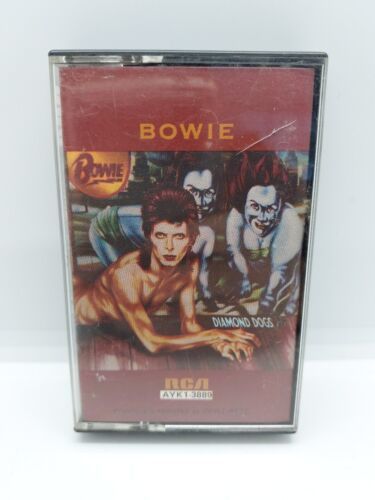 BOWIE
BOWIE
DIAMOND DOGS
RCA
AYK1-3889